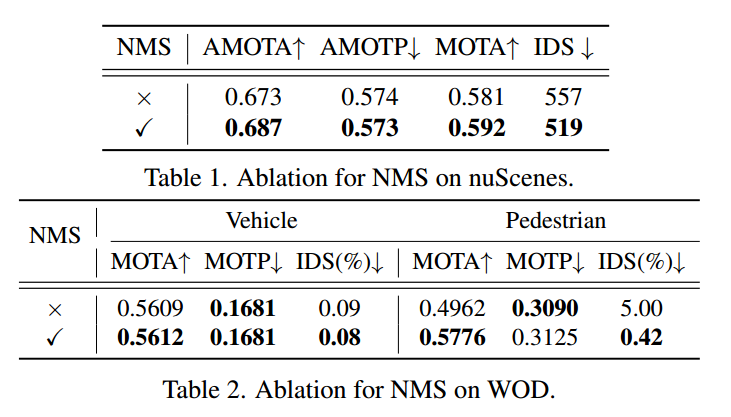 NMS AMOTA↑ AMOTP↓ MOTA↑ IDS ↓
× 0.673 0.574 0.581 557
✓ 0.687 0.573 0.592 519
Table 1. Ablation for NMS on nuScenes.
NMS Vehicle Pedestrian
MOTA↑ MOTP↓ IDS(%)↓ MOTA↑ MOTP↓ IDS(%)↓
× 0.5609 0.1681 0.09 0.4962 0.3090 5.00
✓ 0.5612 0.1681 0.08 0.5776 0.3125 0.42
Table 2. Ablation for NMS on WOD.